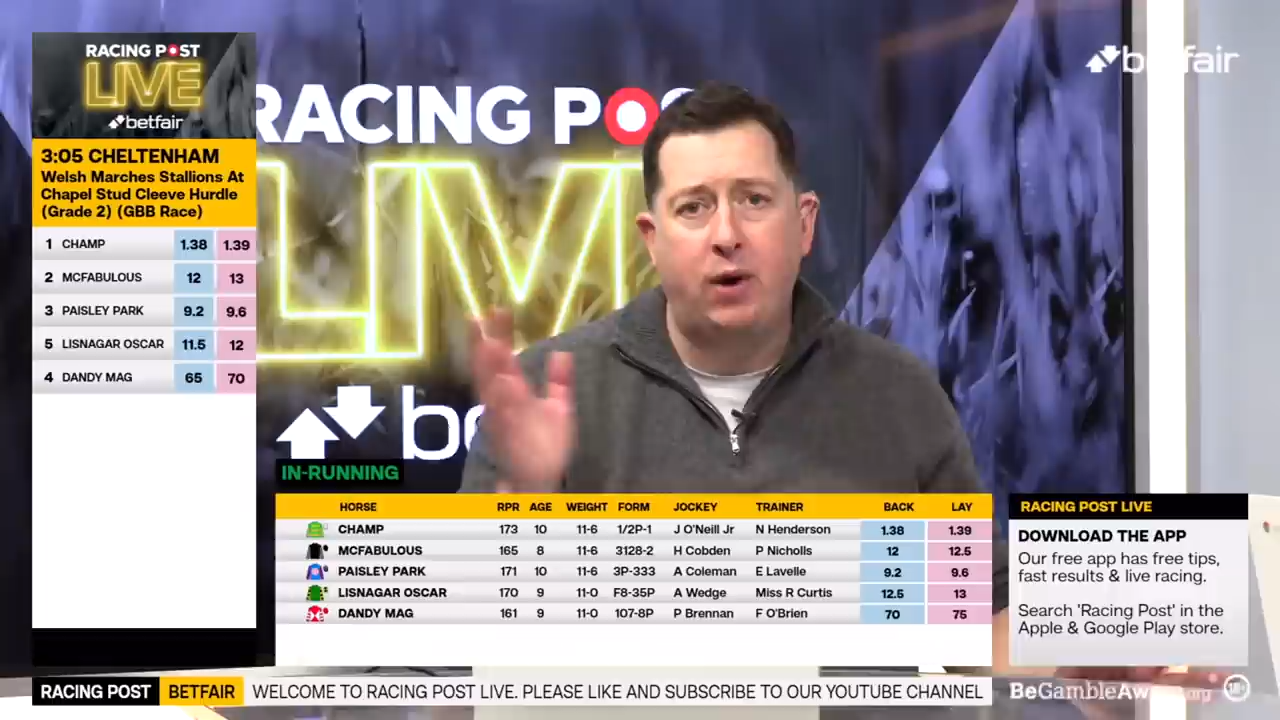 RACING POST
LIVE
betfair
3:05 CHELTENHAM
Welsh Marches Stallions At
Chapel Stud Cleeve Hurdle
(Grade 2) (GBB Race)
1 CHAMP 1.38 1.39
2 MCFABULOUS 12 13
3 PAISLEY PARK 9.2 9.6
5 LISNAGAR OSCAR 11.5 12
4 DANDY MAG 65 70
RACING POS
LIV
be
betfair
IN-RUNNING
HORSE RPR AGE WEIGHT FORM JOCKEY TRAINER BACK LAY
CHAMP 173 10 11-6 1/2P-1 J O'Neill Jr N Henderson 1.38 1.39
MCFABULOUS 165 8 11-6 3128-2 H Cobden P Nicholls 12 12.5
PAISLEY PARK 171 10 11-6 3P-333 A Coleman E Lavelle 9.2 9.6
LISNAGAR OSCAR 170 9 11-0 F8-35P A Wedge Miss R Curtis 12.5 13
DANDY MAG 161 9 11-0 107-8P P Brennan F O'Brien 70 75
RACING POST LIVE
DOWNLOAD THE APP
Our free app has free tips,
fast results & live racing.
Search 'Racing Post' in the
Apple & Google Play store.
RACING POST BETFAIR WELCOME TO RACING POST LIVE. PLEASE LIKE AND SUBSCRIBE TO OUR YOUTUBE CHANNEL
BeGambleAware.org 18+